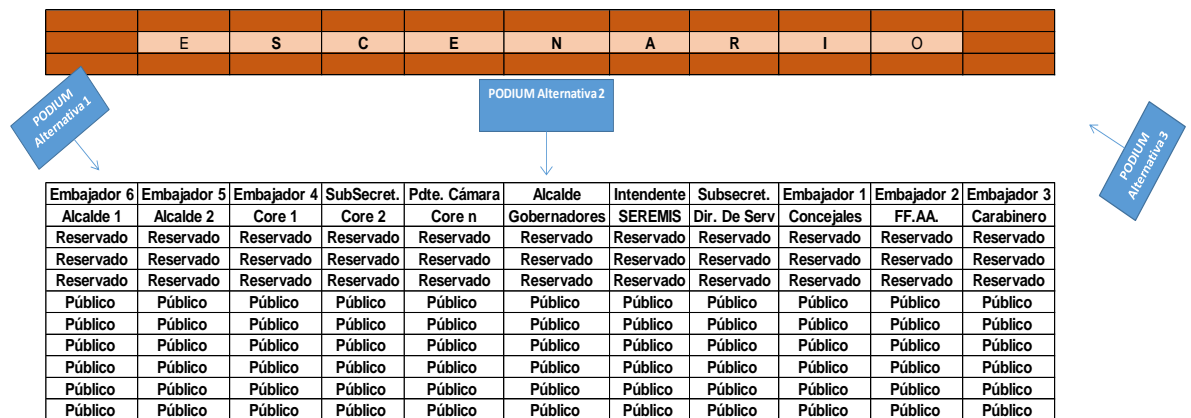 E S C E N A R I O
PODIUM
Alternativa 1
PODIUM Alternativa 2
PODIUM
Alternativa 3
Embajador 6 Embajador 5 Embajador 4 SubSecret. Pdte. Cámara Alcalde Intendente Subsecret. Embajador 1 Embajador 2 Embajador 3
Alcalde 1 Alcalde 2 Core 1 Core 2 Core n Gobernadores SEREMIS Dir. De Serv Concejales FF.AA. Carabinero
Reservado Reservado Reservado Reservado Reservado Reservado Reservado Reservado Reservado Reservado Reservado
Reservado Reservado Reservado Reservado Reservado Reservado Reservado Reservado Reservado Reservado Reservado
Reservado Reservado Reservado Reservado Reservado Reservado Reservado Reservado Reservado Reservado Reservado
Público Público Público Público Público Público Público Público Público Público Público
Público Público Público Público Público Público Público Público Público Público Público
Público Público Público Público Público Público Público Público Público Público Público
Público Público Público Público Público Público Público Público Público Público Público
Público Público Público Público Público Público Público Público Público Público Público
Público Público Público Público Público Público Público Público Público Público Público